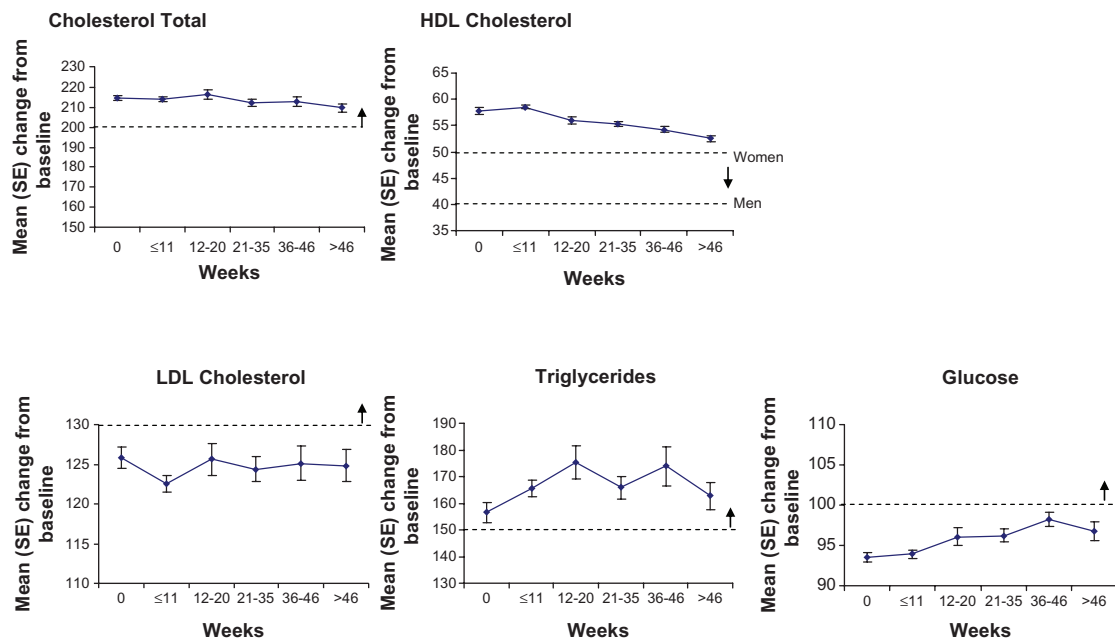 Cholesterol Total
Mean (SE) change from
baseline
230
220
210
200
190
180
170
160
150
0 ≤11 12-20 21-35 36-46 >46
Weeks
HDL Cholesterol
Mean (SE) change from
baseline
65
60
55
50
45
40
35
Women
Men
0 ≤11 12-20 21-35 36-46 >46
Weeks
LDL Cholesterol
Mean (SE) change from
baseline
130
125
120
115
110
0 ≤11 12-20 21-35 36-46 >46
Weeks
Triglycerides
Mean (SE) change from
baseline
190
180
170
160
150
140
130
0 ≤11 12-20 21-35 36-46 >46
Weeks
Glucose
Mean (SE) change from
baseline
110
105
100
95
90
0 ≤11 12-20 21-35 36-46 >46
Weeks